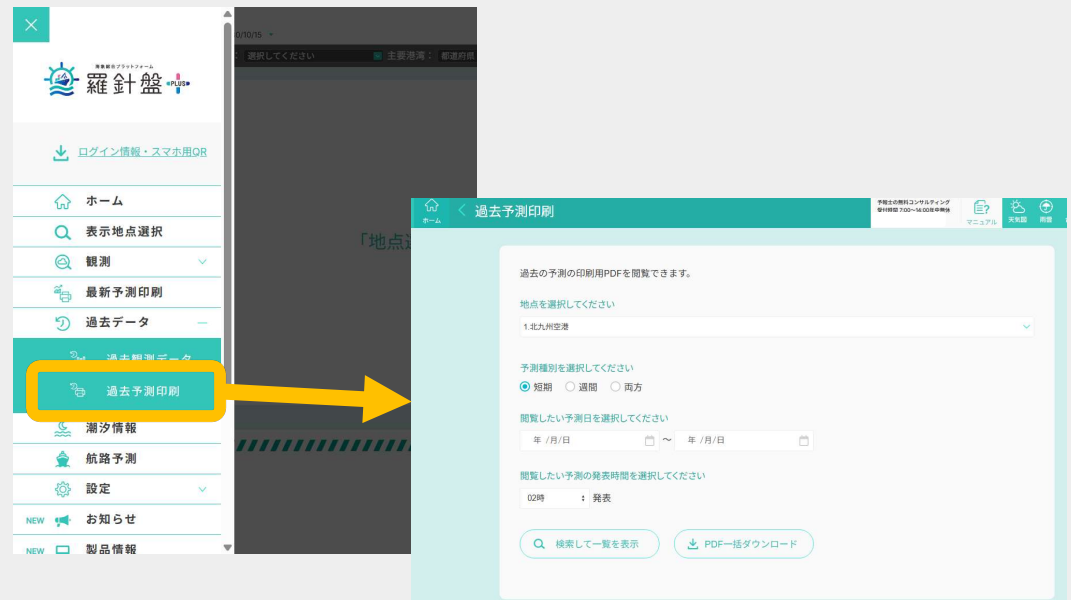 0/10/15
選択してください
主要港湾： 都道府県
海象総合プラットフォーム
羅針盤 PLUS
ログイン情報・スマホ用QR
ホーム
表示地点選択
観測
最新予測印刷
過去データ
過去観測データ
過去予測印刷
潮汐情報
航路予測
設定
NEW お知らせ
NEW 製品情報
「地点
ホーム
過去予測印刷
予報士の無料コンサルティング
受付時間 7:00〜14:00年中無休
マニュアル
天気図
雨雲
過去の予測の印刷用PDFを閲覧できます。
地点を選択してください
1.北九州空港
予測種別を選択してください
短期 週間 両方
閲覧したい予測日を選択してください
年 /月/日 〜 年 /月/日
閲覧したい予測の発表時間を選択してください
02時 発表
検索して一覧を表示 PDF一括ダウンロード